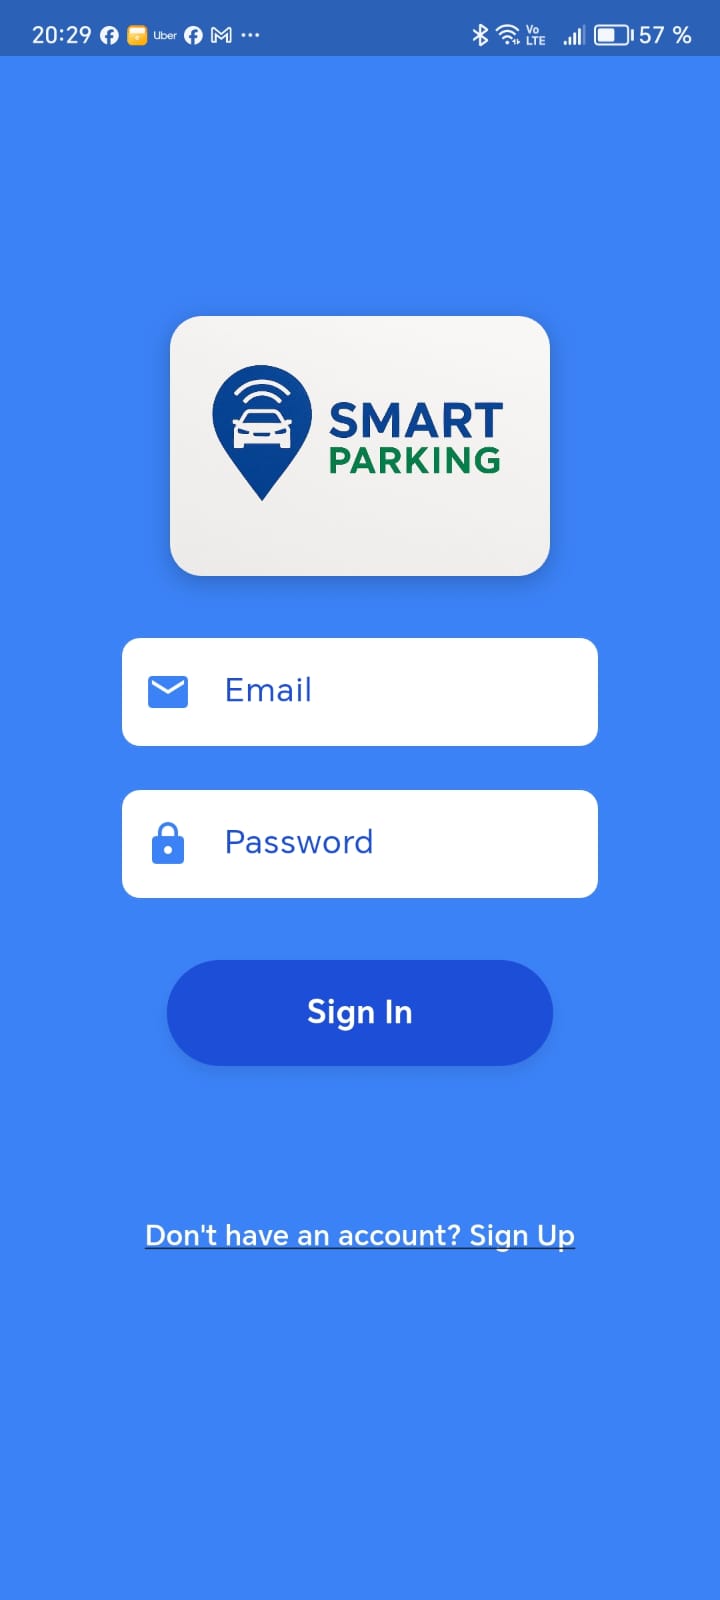 20:29 Uber Vo LTE 57 %
SMART
PARKING
Email
Password
Sign In
Don't have an account? Sign Up